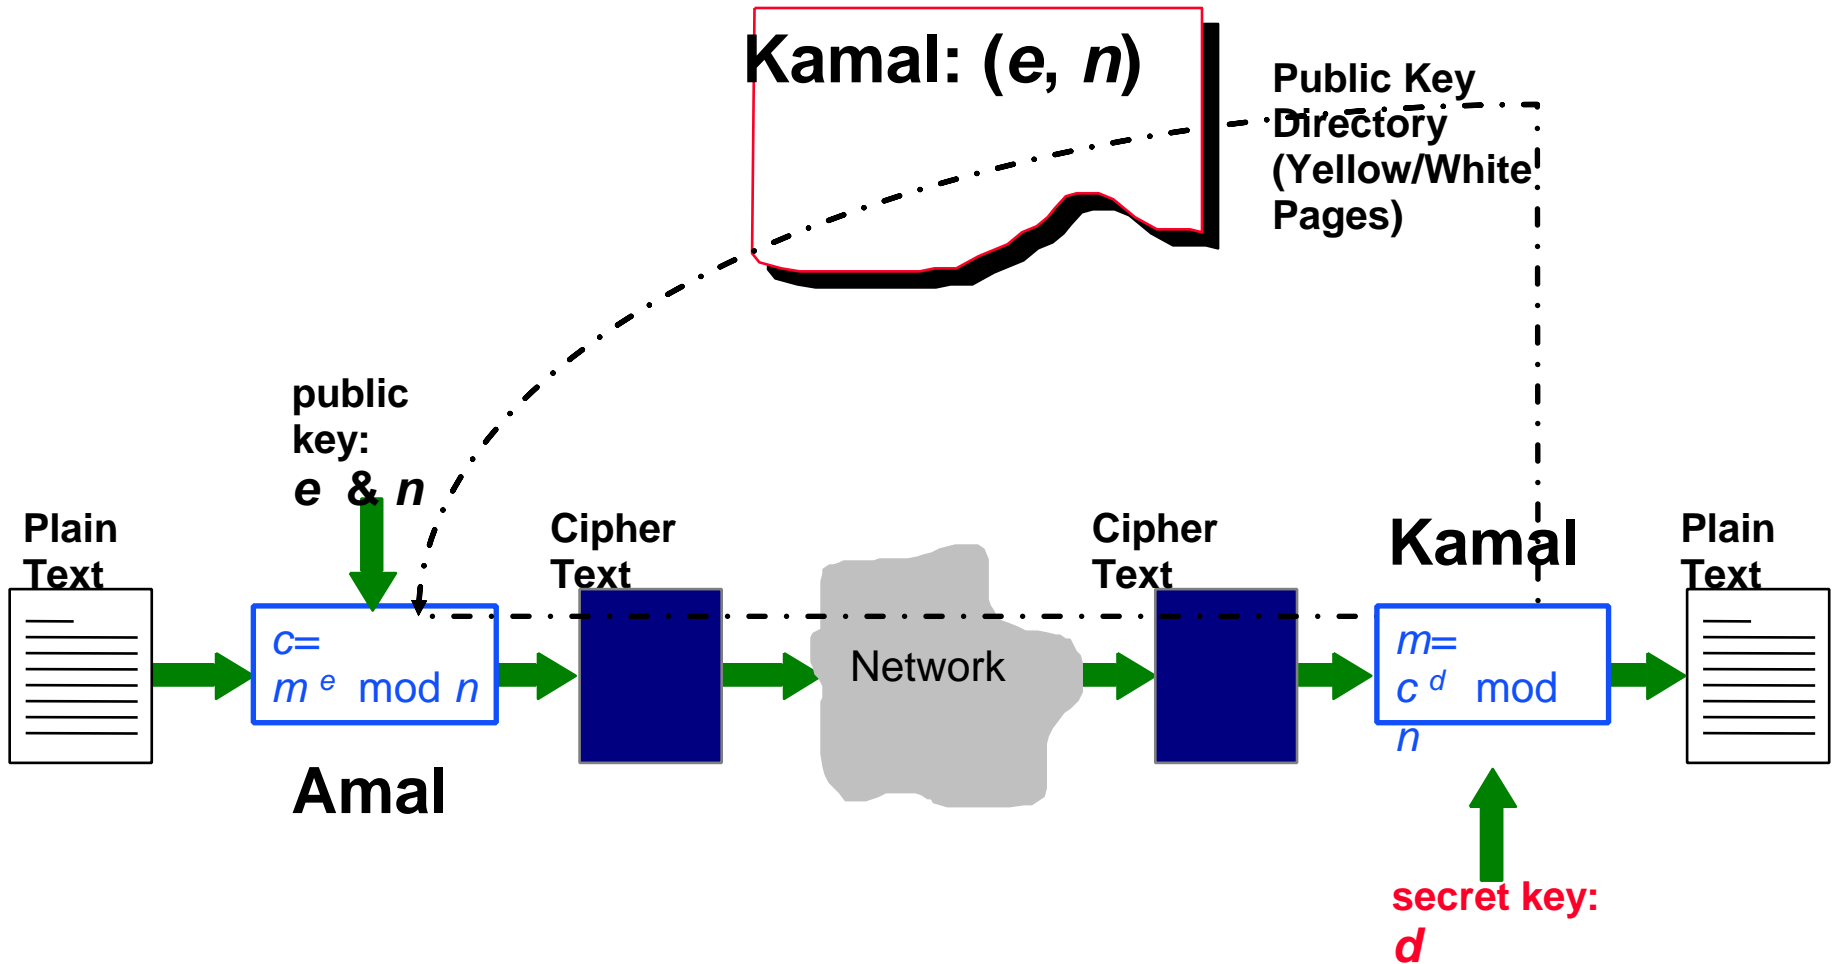 Kamal: (e, n)
Public Key
Directory
(Yellow/White
Pages)
public
key:
e & n
Plain
Text
Cipher
Text
Cipher
Text
Kamal
Plain
Text
c=
m e mod n
Network
m=
c d mod
n
Amal
secret key:
d